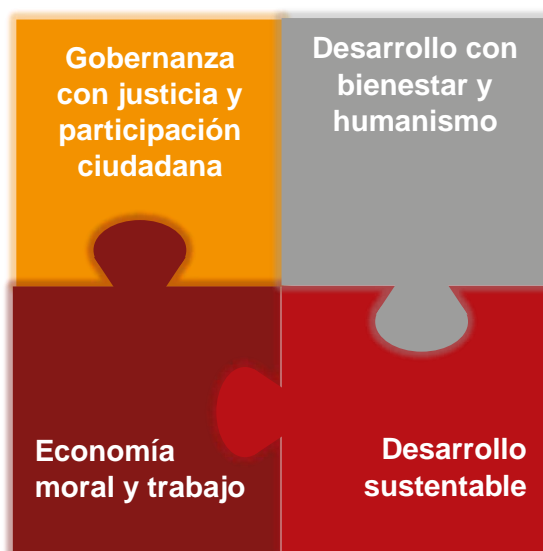 Gobernanza
con justicia y
participación
ciudadana
Desarrollo con
bienestar y
humanismo
Economía
moral y trabajo
Desarrollo
sustentable